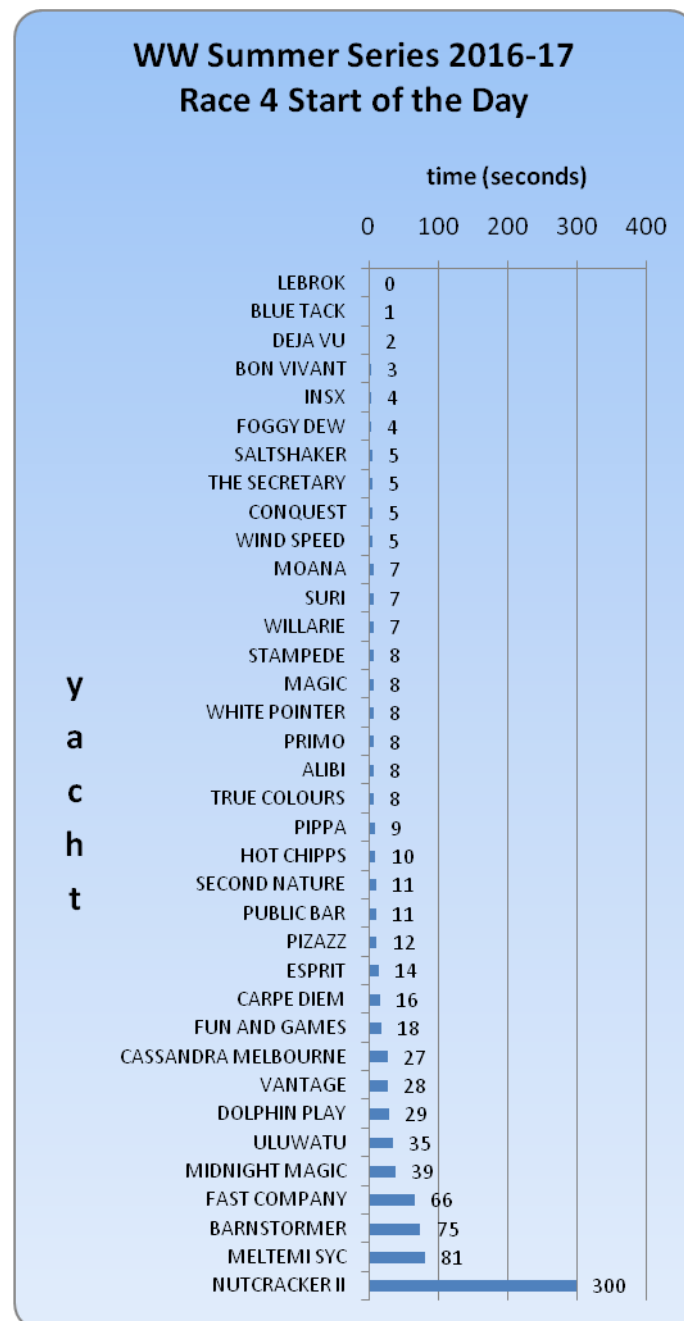 WW Summer Series 2016-17
Race 4 Start of the Day
time (seconds)
0 100 200 300 400
LEBROK 0
BLUE TACK 1
DEJA VU 2
BON VIVANT 3
INSX 4
FOGGY DEW 4
SALTSHAKER 5
THE SECRETARY 5
CONQUEST 5
WIND SPEED 5
MOANA 7
SURI 7
WILLARIE 7
STAMPEDE 8
MAGIC 8
WHITE POINTER 8
PRIMO 8
ALIBI 8
TRUE COLOURS 8
PIPPA 9
HOT CHIPPS 10
SECOND NATURE 11
PUBLIC BAR 11
PIZAZZ 12
ESPRIT 14
CARPE DIEM 16
FUN AND GAMES 18
CASSANDRA MELBOURNE 27
VANTAGE 28
DOLPHIN PLAY 29
ULUWATU 35
MIDNIGHT MAGIC 39
FAST COMPANY 66
BARNSTORMER 75
MELTEMI SYC 81
NUTCRACKER II 300
yacht